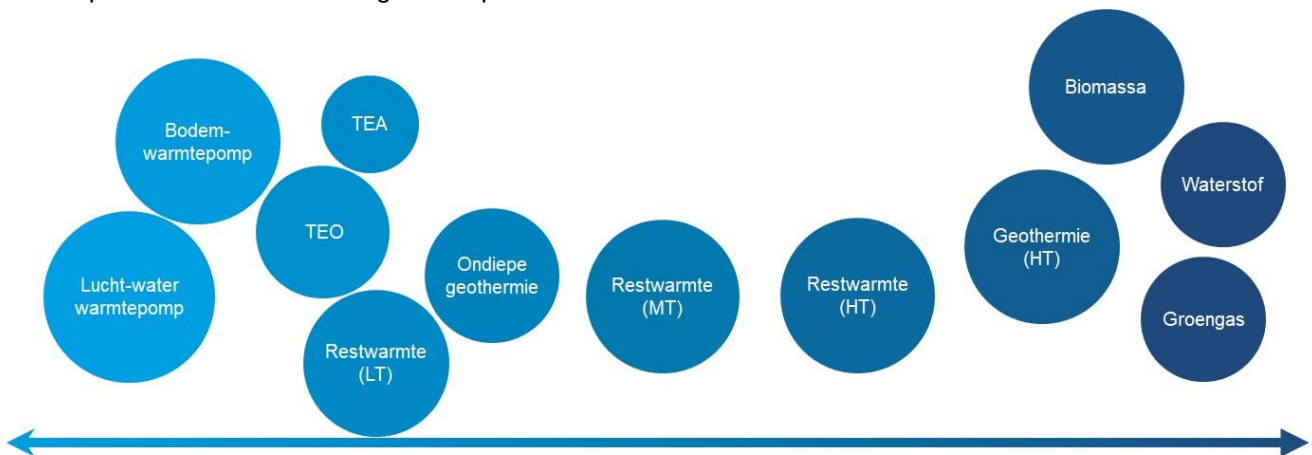 Bodem-
warmtepomp
TEA
Biomassa
Waterstof
TEO
Lucht-water
warmtepomp
Ondiepe
geothermie
Restwarmte
(MT)
Restwarmte
(HT)
Geothermie
(HT)
Groengas
Restwarmte
(LT)